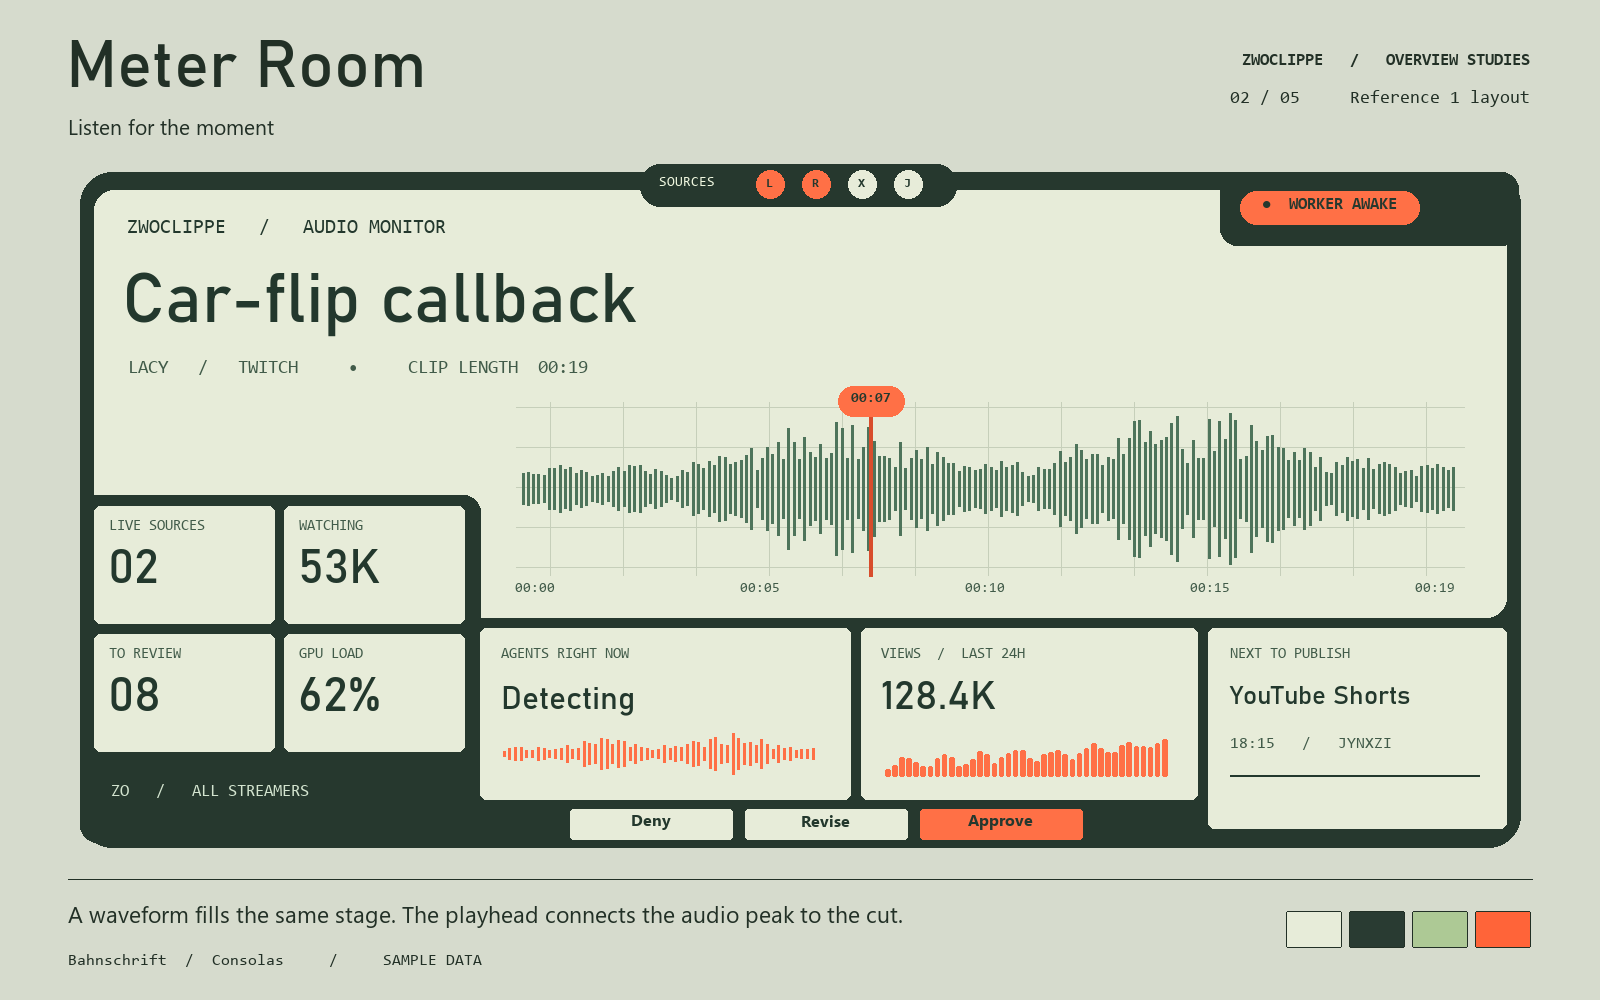 Meter Room
Listen for the moment
ZWOCLIPPE / OVERVIEW STUDIES
02 / 05 Reference 1 layout
SOURCES L R X J
● WORKER AWAKE
ZWOCLIPPE / AUDIO MONITOR
Car-flip callback
LACY / TWITCH • CLIP LENGTH 00:19
00:07
00:00 00:05 00:10 00:15 00:19
LIVE SOURCES
02
WATCHING
53K
TO REVIEW
08
GPU LOAD
62%
AGENTS RIGHT NOW
Detecting
VIEWS / LAST 24H
128.4K
NEXT TO PUBLISH
YouTube Shorts
18:15 / JYNXZI
ZO / ALL STREAMERS
Deny
Revise
Approve
A waveform fills the same stage. The playhead connects the audio peak to the cut.
Bahnschrift / Consolas / SAMPLE DATA